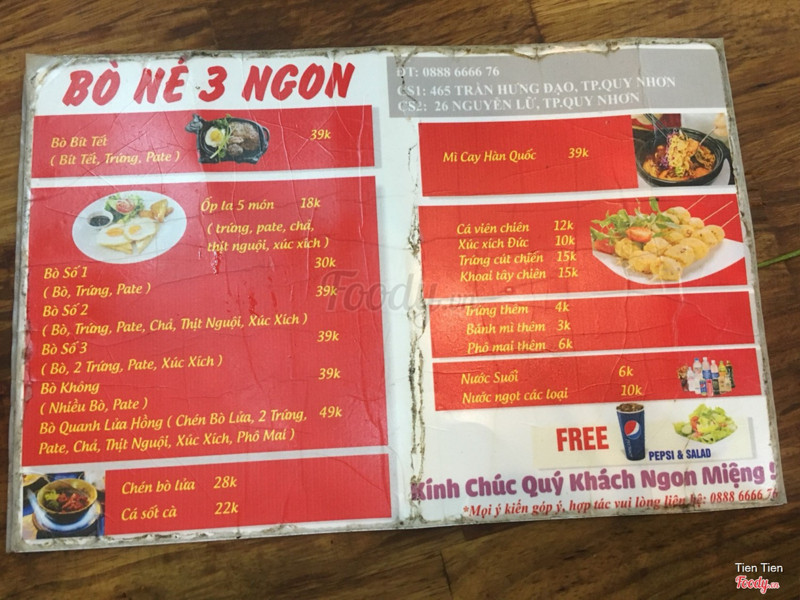 BÒ NÉ 3 NGON
Bò Bít Tết 39k
( Bít Tết, Trứng, Pate )
Ốp la 5 món 18k
( trứng, pate, chả,
thịt nguội, xúc xích )
Bò Số 1 30k
( Bò, Trứng, Pate )
Bò Số 2 39k
( Bò, Trứng, Pate, Chả, Thịt Nguội, Xúc Xích )
Bò Số 3 39k
( Bò, 2 Trứng, Pate, Xúc Xích )
Bò Không 39k
( Nhiều Bò, Pate )
Bò Quanh Lửa Hồng ( Chén Bò Lửa, 2 Trứng, 49k
Pate, Chả, Thịt Nguội, Xúc Xích, Phô Mai )
Chén bò lửa 28k
Cá sốt cà 22k
ĐT: 0888 6666 76
CS1: 465 TRẦN HƯNG ĐẠO, TP.QUY NHƠN
CS2: 26 NGUYỄN LỮ, TP.QUY NHƠN
Mì Cay Hàn Quốc 39k
Cá viên chiên 12k
Xúc xích Đức 10k
Trứng cút chiên 15k
Khoai tây chiên 15k
Trứng thêm 4k
Bánh mì thêm 3k
Phô mai thêm 6k
Nước Suối 6k
Nước ngọt các loại 10k
FREE
pepsi
PEPSI & SALAD
Kính Chúc Quý Khách Ngon Miệng !
*Mọi ý kiến góp ý, hợp tác vui lòng liên hệ: 0888 6666 76
Foody.vn
Tien Tien
Foody.vn